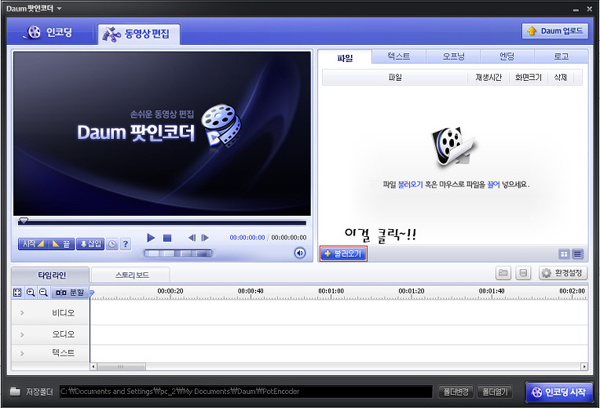 Daum 팟인코더
인코딩
동영상 편집
Daum 업로드
손쉬운 동영상 편집
Daum 팟인코더
시작
끝
삽입
?
00:00:00:00 / 00:00:00:00
파일
텍스트
오프닝
엔딩
로고
파일
재생시간
화면크기
삭제
파일 불러오기 혹은 마우스로 파일을 끌어 넣으세요.
이걸 클릭~!!
불러오기
타임라인
스토리보드
환경설정
분할
00:00:20
00:00:40
00:01:00
00:01:20
00:01:40
00:02:00
비디오
오디오
텍스트
저장폴더
C:₩Documents and Settings₩pc_2₩My Documents₩Daum₩PotEncoder
폴더변경
폴더열기
인코딩 시작